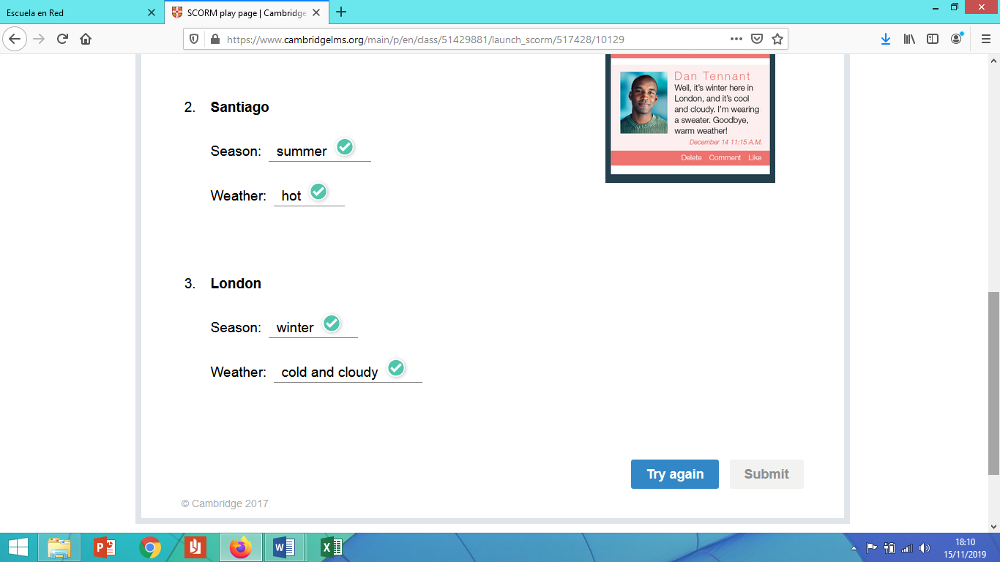 Escuela en Red
SCORM play page | Cambridge
https://www.cambridgelms.org/main/p/en/class/51429881/launch_scorm/517428/10129
Dan Tennant
Well, it's winter here in
London, and it's cool
and cloudy. I'm wearing
a sweater. Goodbye,
warm weather!
December 14 11:15 A.M.
Delete Comment Like
2. Santiago
Season: summer
Weather: hot
3. London
Season: winter
Weather: cold and cloudy
Try again Submit
© Cambridge 2017
18:10
15/11/2019